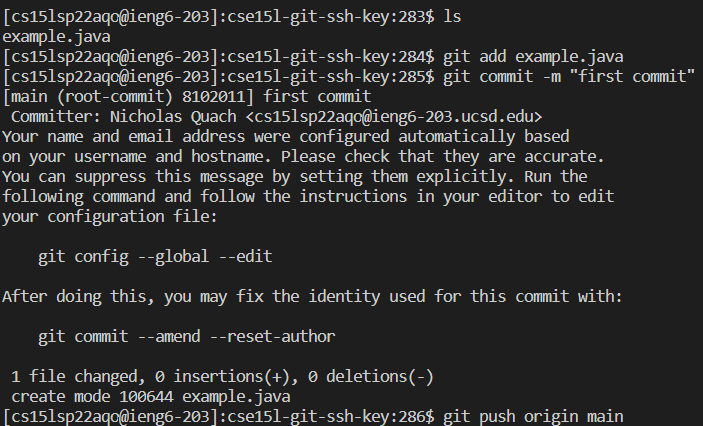 [cs15lsp22aqo@ieng6-203]:cse15l-git-ssh-key:283$ ls
example.java
[cs15lsp22aqo@ieng6-203]:cse15l-git-ssh-key:284$ git add example.java
[cs15lsp22aqo@ieng6-203]:cse15l-git-ssh-key:285$ git commit -m "first commit"
[main (root-commit) 8102011] first commit
 Committer: Nicholas Quach <cs15lsp22aqo@ieng6-203.ucsd.edu>
Your name and email address were configured automatically based
on your username and hostname. Please check that they are accurate.
You can suppress this message by setting them explicitly. Run the
following command and follow the instructions in your editor to edit
your configuration file:

    git config --global --edit

After doing this, you may fix the identity used for this commit with:

    git commit --amend --reset-author

 1 file changed, 0 insertions(+), 0 deletions(-)
 create mode 100644 example.java
[cs15lsp22aqo@ieng6-203]:cse15l-git-ssh-key:286$ git push origin main